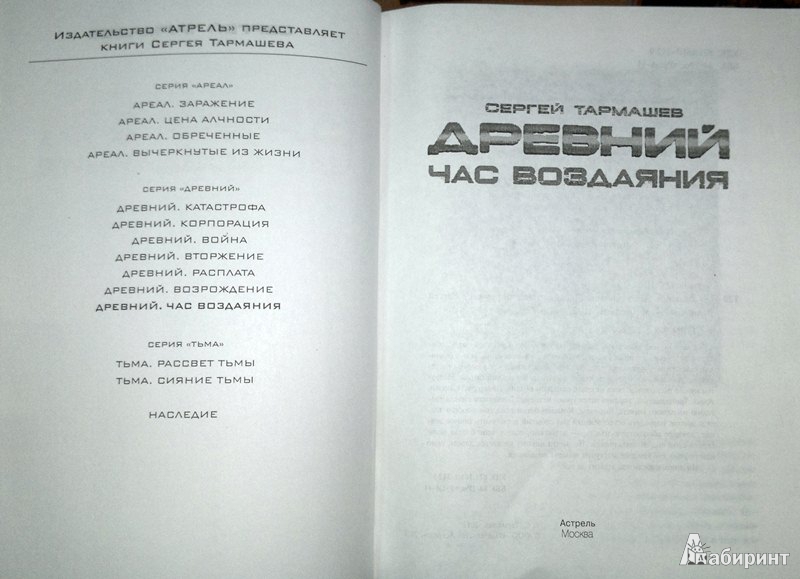 Издательство «АТРЕЛЬ» представляет
книги Сергея Тармашева
серия «Ареал»
Ареал. Заражение
Ареал. Цена алчности
Ареал. Обреченные
Ареал. Вычеркнутые из жизни
серия «Древний»
Древний. Катастрофа
Древний. Корпорация
Древний. Война
Древний. Вторжение
Древний. Расплата
Древний. Возрождение
Древний. Час воздаяния
серия «Тьма»
Тьма. Рассвет тьмы
Тьма. Сияние тьмы
Наследие
СЕРГЕЙ ТАРМАШЕВ
ДРЕВНИЙ
ЧАС ВОЗДАЯНИЯ
Астрель
Москва
Лабиринт